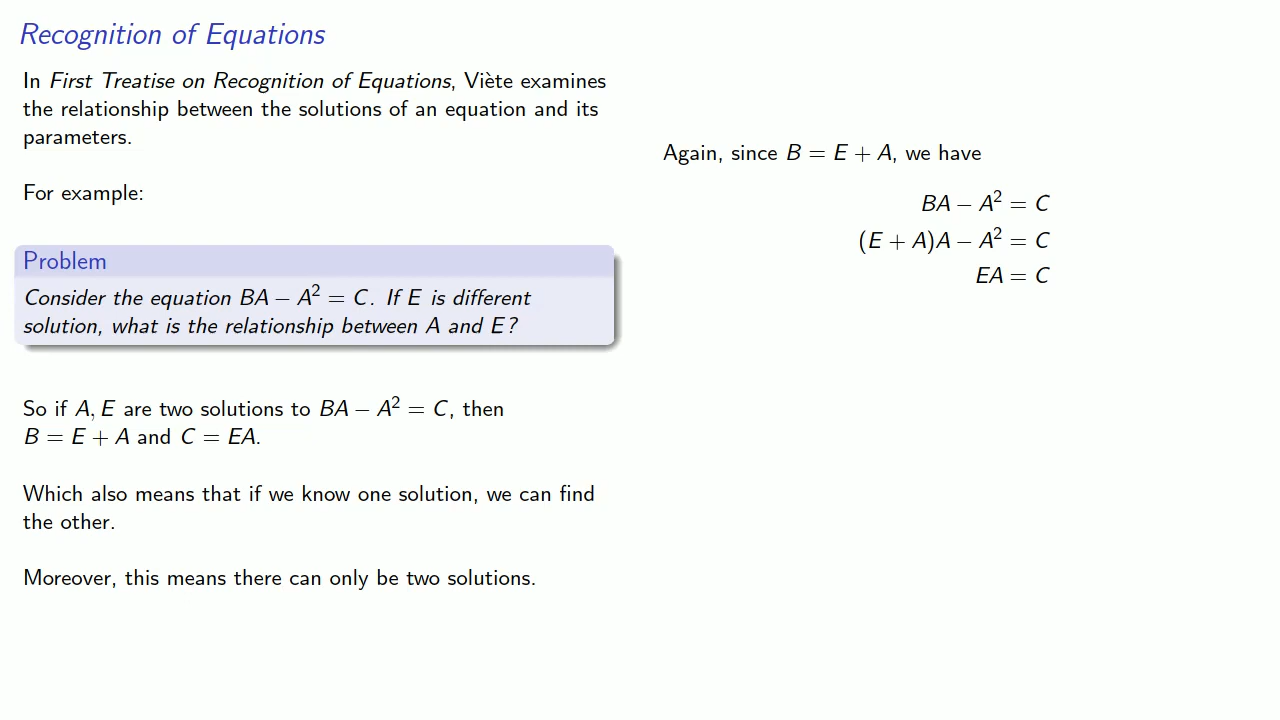 Recognition of Equations
In First Treatise on Recognition of Equations, Viète examines
the relationship between the solutions of an equation and its
parameters.
For example:
Problem
Consider the equation BA − A² = C. If E is different
solution, what is the relationship between A and E?
So if A, E are two solutions to BA − A² = C, then
B = E + A and C = EA.
Which also means that if we know one solution, we can find
the other.
Moreover, this means there can only be two solutions.
Again, since B = E + A, we have
BA − A² = C
(E + A)A − A² = C
EA = C